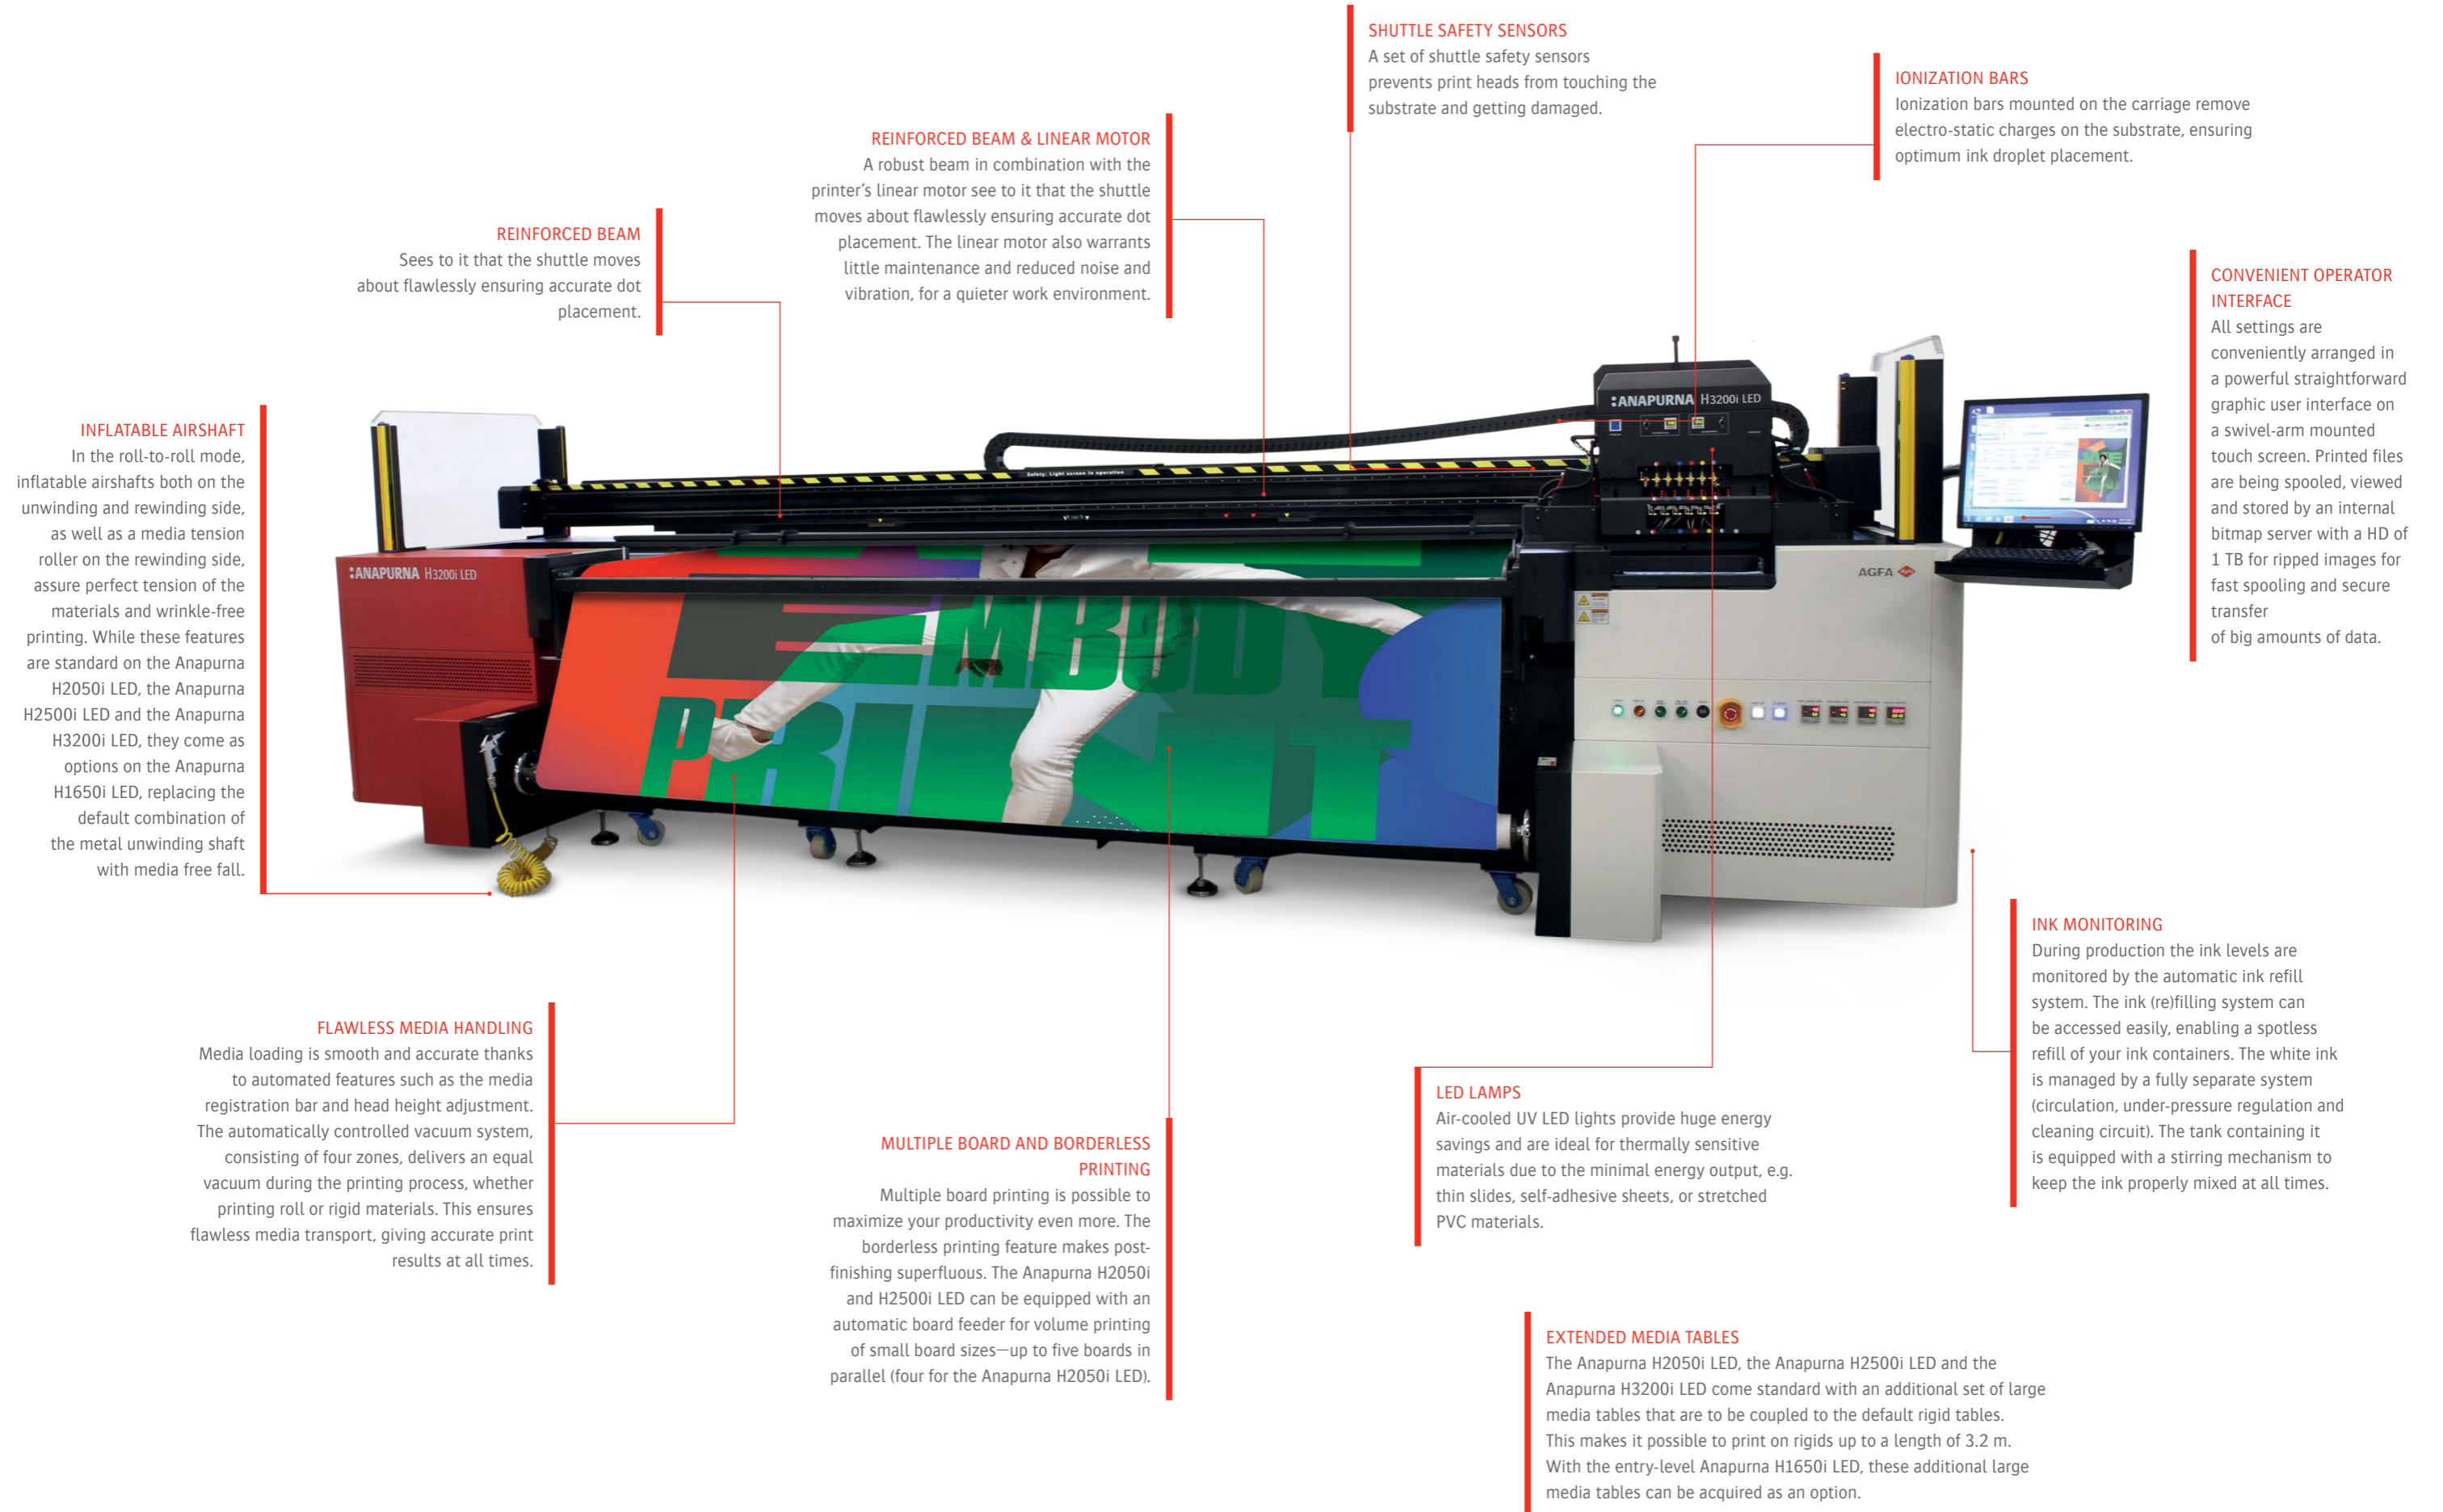 SHUTTLE SAFETY SENSORS
A set of shuttle safety sensors
prevents print heads from touching the
substrate and getting damaged.
IONIZATION BARS
Ionization bars mounted on the carriage remove
electro-static charges on the substrate, ensuring
optimum ink droplet placement.
REINFORCED BEAM & LINEAR MOTOR
A robust beam in combination with the
printer's linear motor see to it that the shuttle
moves about flawlessly ensuring accurate dot
placement. The linear motor also warrants
little maintenance and reduced noise and
vibration, for a quieter work environment.
REINFORCED BEAM
Sees to it that the shuttle moves
about flawlessly ensuring accurate dot
placement.
CONVENIENT OPERATOR
INTERFACE
All settings are
conveniently arranged in
a powerful straightforward
graphic user interface on
a swivel-arm mounted
touch screen. Printed files
are being spooled, viewed
and stored by an internal
bitmap server with a HD of
1 TB for ripped images for
fast spooling and secure
transfer
of big amounts of data.
INFLATABLE AIRSHAFT
In the roll-to-roll mode,
inflatable airshafts both on the
unwinding and rewinding side,
as well as a media tension
roller on the rewinding side,
assure perfect tension of the
materials and wrinkle-free
printing. While these features
are standard on the Anapurna
H2050i LED, the Anapurna
H2500i LED and the Anapurna
H3200i LED, they come as
options on the Anapurna
H1650i LED, replacing the
default combination of
the metal unwinding shaft
with media free fall.
:ANAPURNA H3200i LED
Safety: Light screen in operation
:ANAPURNA H3200i LED
AGFA
EMBODY
PRINT
INK MONITORING
During production the ink levels are
monitored by the automatic ink refill
system. The ink (re)filling system can
be accessed easily, enabling a spotless
refill of your ink containers. The white ink
is managed by a fully separate system
(circulation, under-pressure regulation and
cleaning circuit). The tank containing it
is equipped with a stirring mechanism to
keep the ink properly mixed at all times.
FLAWLESS MEDIA HANDLING
Media loading is smooth and accurate thanks
to automated features such as the media
registration bar and head height adjustment.
The automatically controlled vacuum system,
consisting of four zones, delivers an equal
vacuum during the printing process, whether
printing roll or rigid materials. This ensures
flawless media transport, giving accurate print
results at all times.
MULTIPLE BOARD AND BORDERLESS
PRINTING
Multiple board printing is possible to
maximize your productivity even more. The
borderless printing feature makes post-
finishing superfluous. The Anapurna H2050i
and H2500i LED can be equipped with an
automatic board feeder for volume printing
of small board sizes—up to five boards in
parallel (four for the Anapurna H2050i LED).
LED LAMPS
Air-cooled UV LED lights provide huge energy
savings and are ideal for thermally sensitive
materials due to the minimal energy output, e.g.
thin slides, self-adhesive sheets, or stretched
PVC materials.
EXTENDED MEDIA TABLES
The Anapurna H2050i LED, the Anapurna H2500i LED and the
Anapurna H3200i LED come standard with an additional set of large
media tables that are to be coupled to the default rigid tables.
This makes it possible to print on rigids up to a length of 3.2 m.
With the entry-level Anapurna H1650i LED, these additional large
media tables can be acquired as an option.